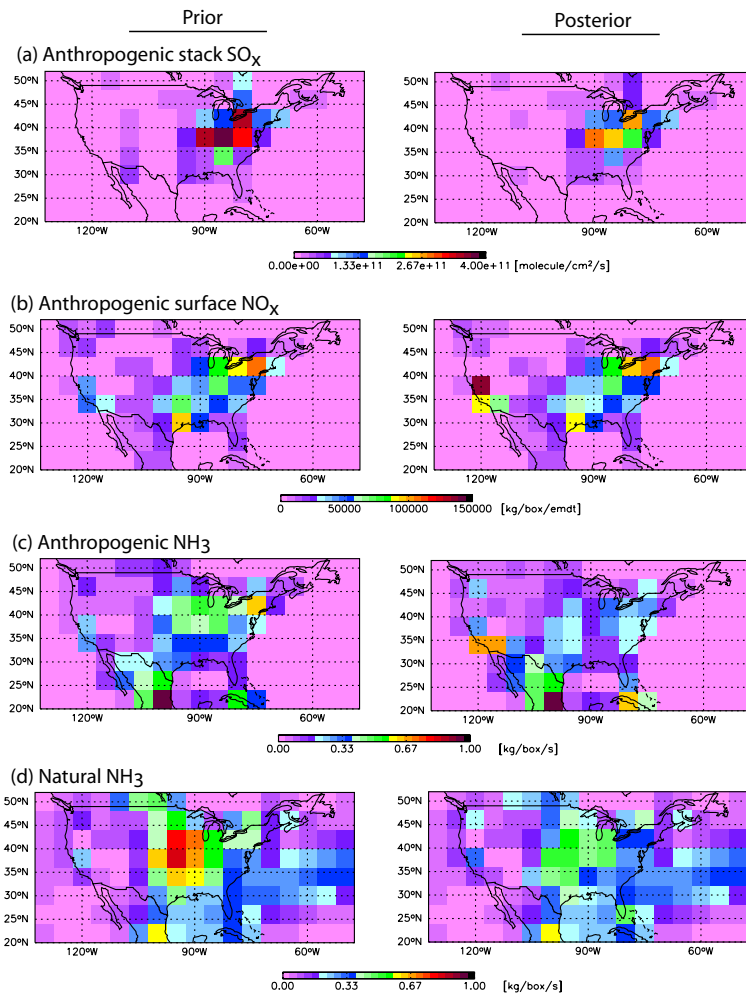 Prior Posterior
(a) Anthropogenic stack SOx
50°N 50°N
45°N 45°N
40°N 40°N
35°N 35°N
30°N 30°N
25°N 25°N
20°N 20°N
120°W 90°W 60°W 120°W 90°W 60°W
0.00e+00 1.33e+11 2.67e+11 4.00e+11 [molecule/cm²/s]
(b) Anthropogenic surface NOx
50°N 50°N
45°N 45°N
40°N 40°N
35°N 35°N
30°N 30°N
25°N 25°N
20°N 20°N
120°W 90°W 60°W 120°W 90°W 60°W
0 50000 100000 150000 [kg/box/emdt]
(c) Anthropogenic NH3
50°N 50°N
45°N 45°N
40°N 40°N
35°N 35°N
30°N 30°N
25°N 25°N
20°N 20°N
120°W 90°W 60°W 120°W 90°W 60°W
0.00 0.33 0.67 1.00 [kg/box/s]
(d) Natural NH3
50°N 50°N
45°N 45°N
40°N 40°N
35°N 35°N
30°N 30°N
25°N 25°N
20°N 20°N
120°W 90°W 60°W 120°W 90°W 60°W
0.00 0.33 0.67 1.00 [kg/box/s]